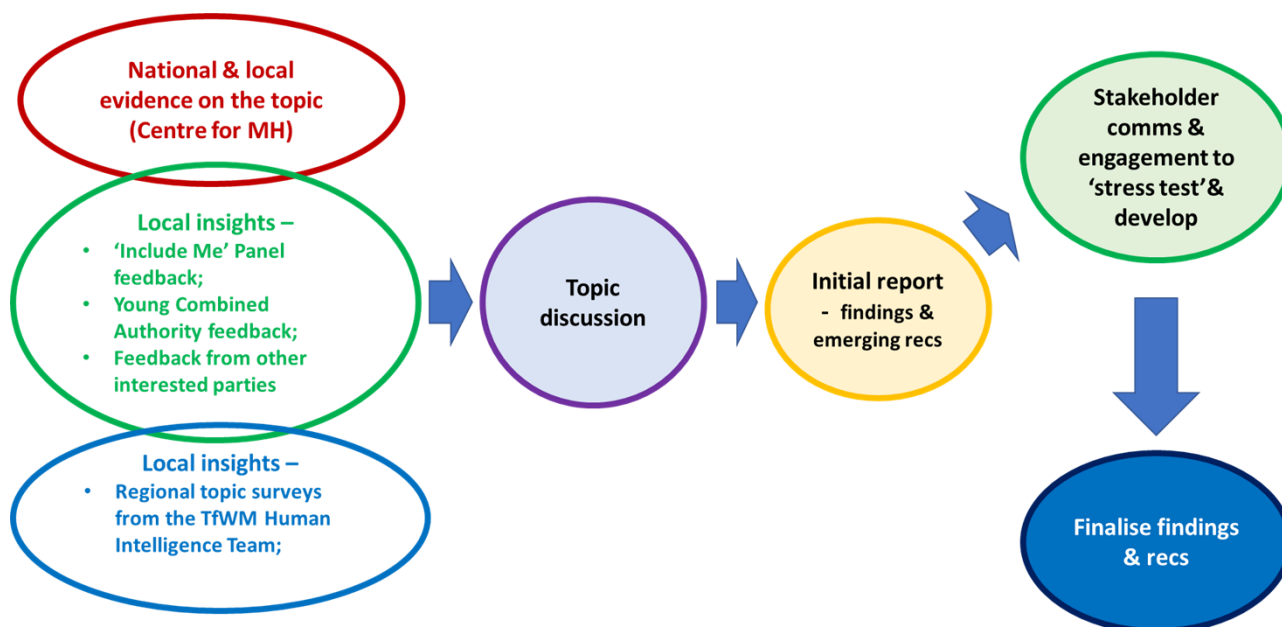 National & local
evidence on the topic
(Centre for MH)
Local insights –
• ‘Include Me’ Panel
feedback;
• Young Combined
Authority feedback;
• Feedback from other
interested parties
Local insights –
• Regional topic surveys
from the TfWM Human
Intelligence Team;
Topic
discussion
Initial report
- findings &
emerging recs
Stakeholder
comms &
engagement to
‘stress test’&
develop
Finalise findings
& recs